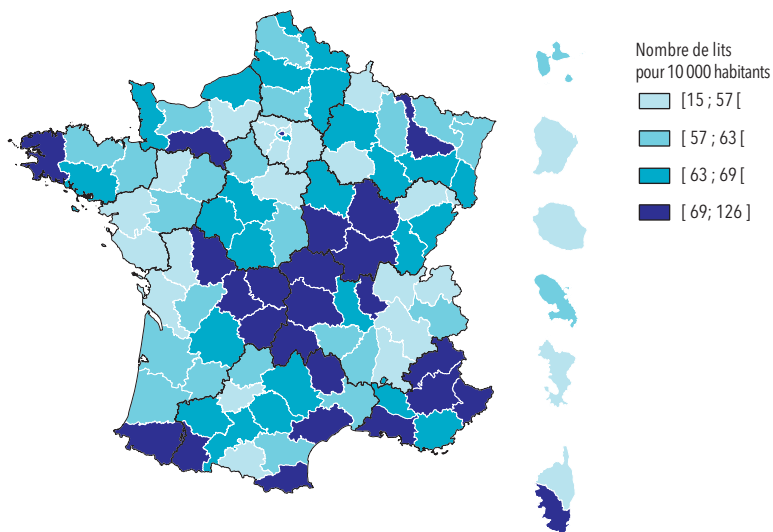 Nombre de lits
pour 10 000 habitants
[15 ; 57 [
[ 57 ; 63 [
[ 63 ; 69 [
[ 69; 126 ]